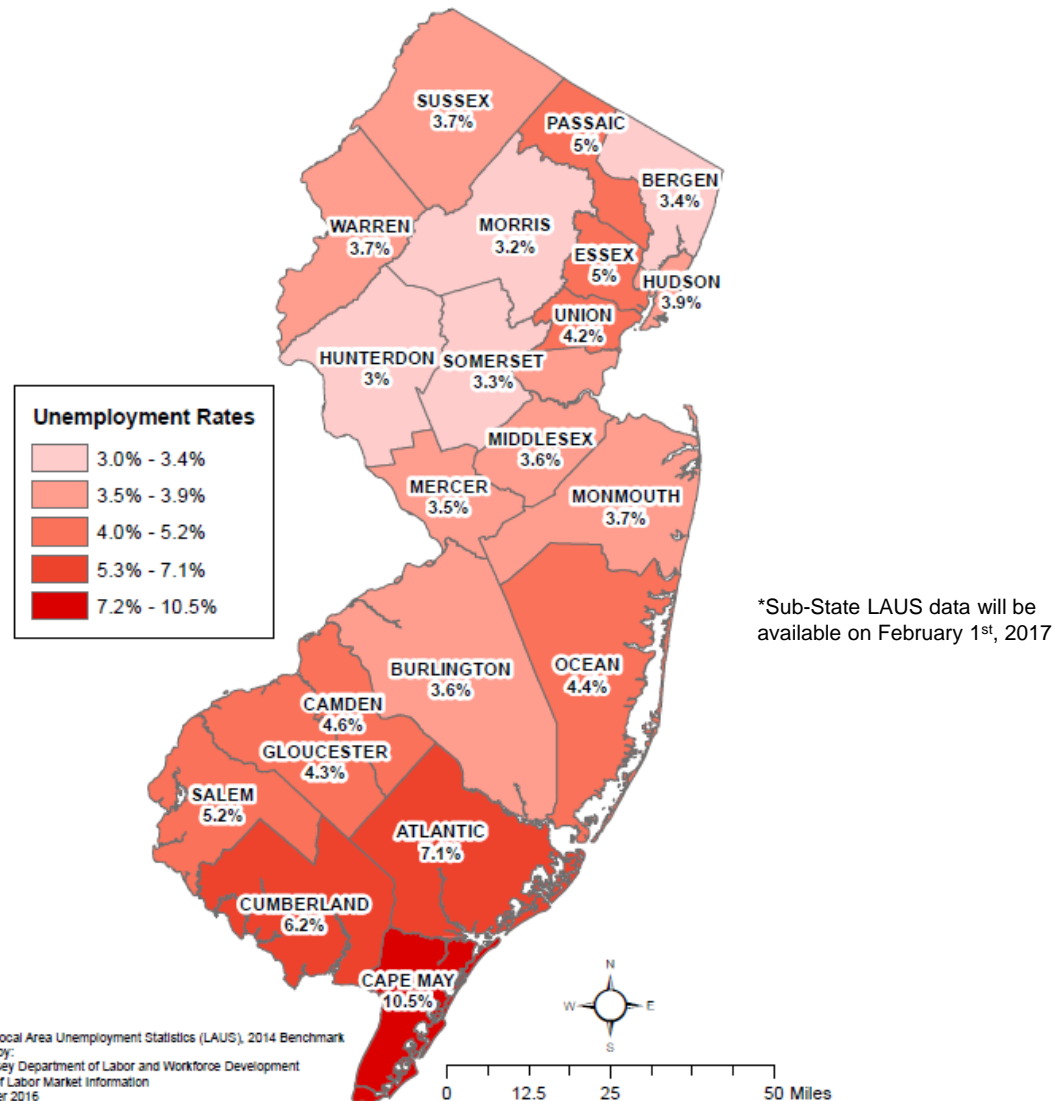 SUSSEX
3.7%
PASSAIC
5%
BERGEN
3.4%
WARREN
3.7%
MORRIS
3.2%
ESSEX
5%
HUDSON
3.9%
UNION
4.2%
HUNTERDON
3%
SOMERSET
3.3%
MIDDLESEX
3.6%
MERCER
3.5%
MONMOUTH
3.7%
Unemployment Rates
3.0% - 3.4%
3.5% - 3.9%
4.0% - 5.2%
5.3% - 7.1%
7.2% - 10.5%
*Sub-State LAUS data will be
available on February 1st, 2017
BURLINGTON
3.6%
OCEAN
4.4%
CAMDEN
4.6%
GLOUCESTER
4.3%
SALEM
5.2%
ATLANTIC
7.1%
CUMBERLAND
6.2%
CAPE MAY
10.5%
N
W E
S
ocal Area Unemployment Statistics (LAUS), 2014 Benchmark
by:
sey Department of Labor and Workforce Development
of Labor Market Information
er 2016
0 12.5 25 50 Miles